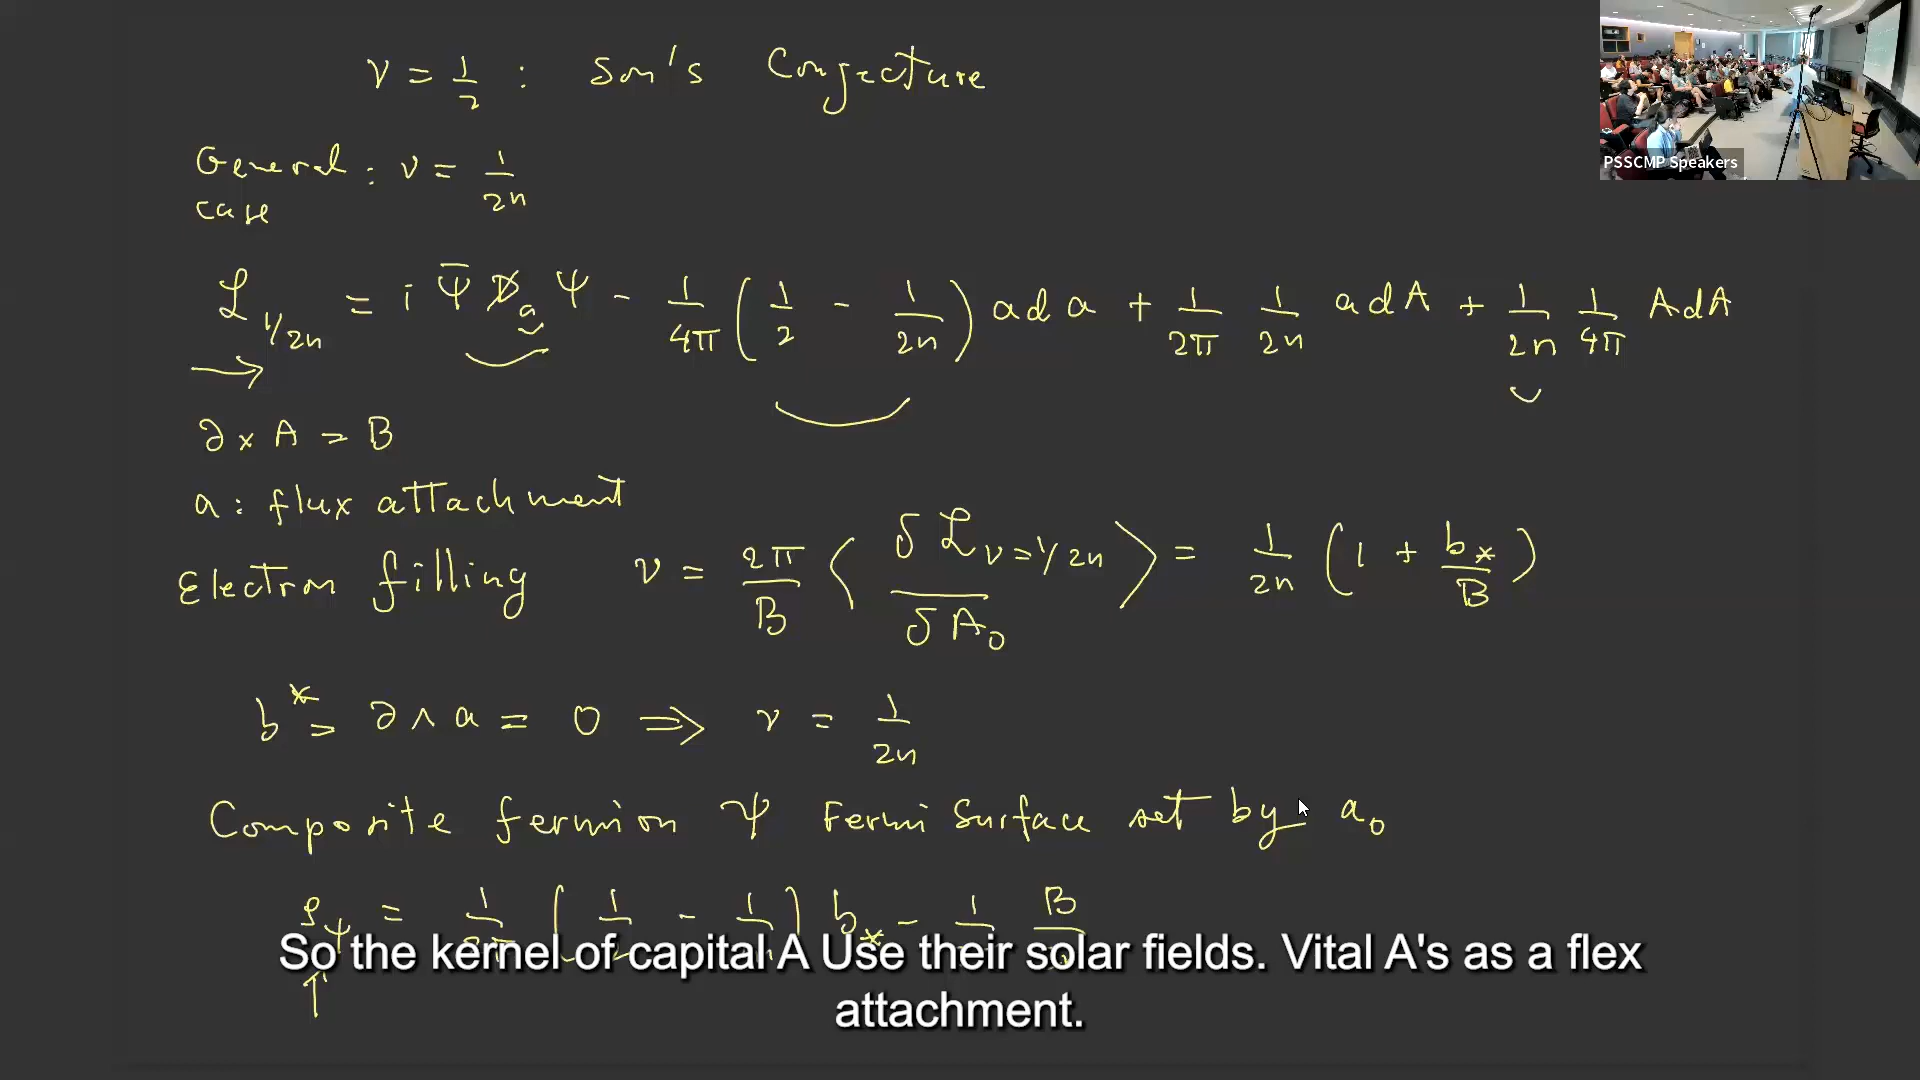 ν = 1/2 : Son's Conjecture
PSSCMP Speakers
General case : ν = 1/2n
ℒ_{1/2n} = i Ψ̄ D̸_a Ψ - 1/4π (1/2 - 1/2n) a d a + 1/2π 1/2n a d A + 1/2n 1/4π A d A
∂ × A = B
a : flux attachment
Electron filling ν = 2π/B ⟨ δℒ_{ν=1/2n} / δA_0 ⟩ = 1/2n (1 + b_*/B)
b^* = ∂ ∧ a = 0 ⇒ ν = 1/2n
Composite fermion Ψ Fermi Surface set by a_0
So the kernel of capital A Use their solar fields. Vital A's as a flex
attachment.